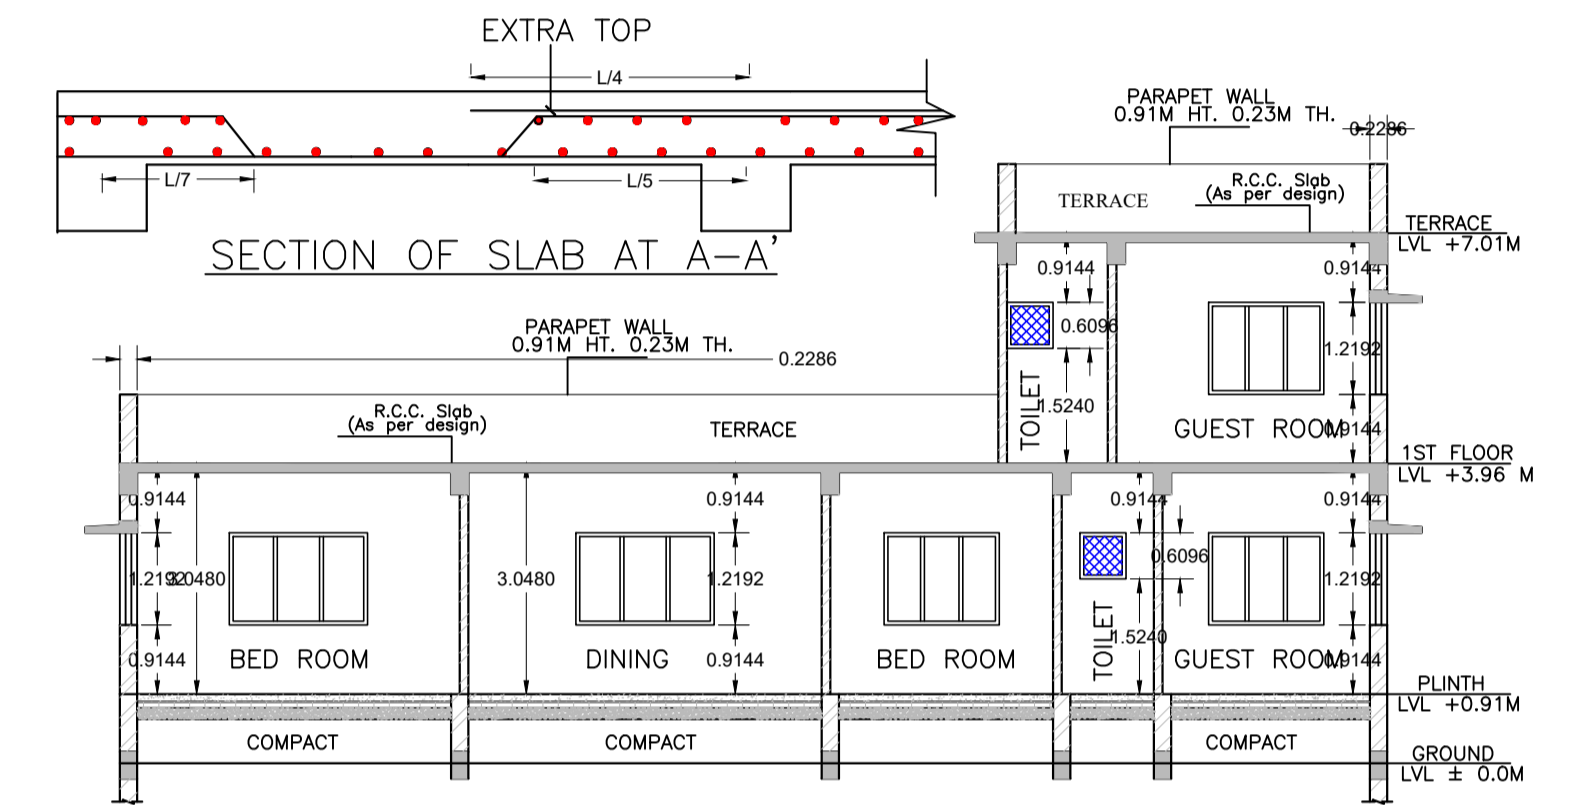 EXTRA TOP
L/4
L/7
L/5
SECTION OF SLAB AT A-A'
PARAPET WALL
0.91M HT. 0.23M TH.
0.2286
TERRACE
R.C.C. Slab
(As per design)
TERRACE
LVL +7.01M
0.9144
0.9144
0.6096
1.2192
TOILET
1.5240
GUEST ROOM
0.9144
PARAPET WALL
0.91M HT. 0.23M TH.
0.2286
R.C.C. Slab
(As per design)
TERRACE
1ST FLOOR
LVL +3.96 M
0.9144
0.9144
0.9144
0.9144
1.2192
3.0480
3.0480
1.2192
0.6096
1.2192
0.9144
BED ROOM
DINING
0.9144
BED ROOM
TOILET
1.5240
GUEST ROOM
0.9144
PLINTH
LVL +0.91M
COMPACT
COMPACT
COMPACT
GROUND
LVL ± 0.0M